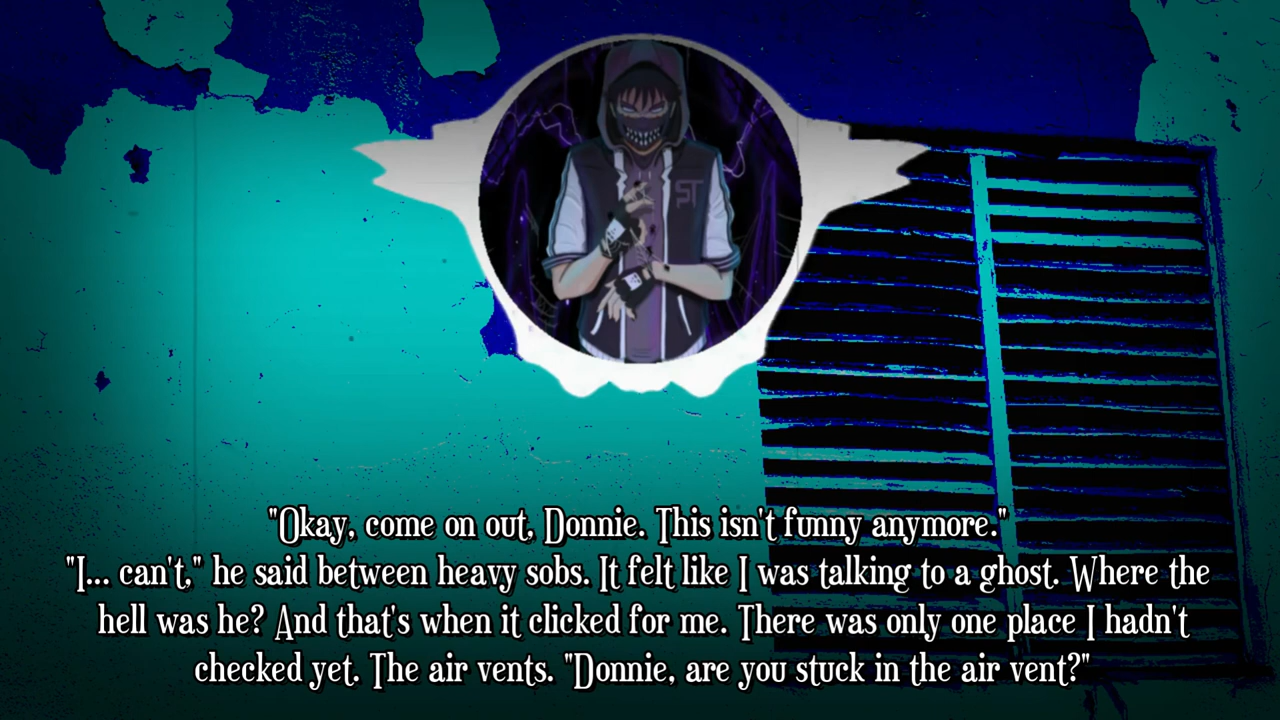 ST
"Okay, come on out, Donnie. This isn't funny anymore."
"I... can't," he said between heavy sobs. It felt like I was talking to a ghost. Where the
hell was he? And that's when it clicked for me. There was only one place I hadn't
checked yet. The air vents. "Donnie, are you stuck in the air vent?"